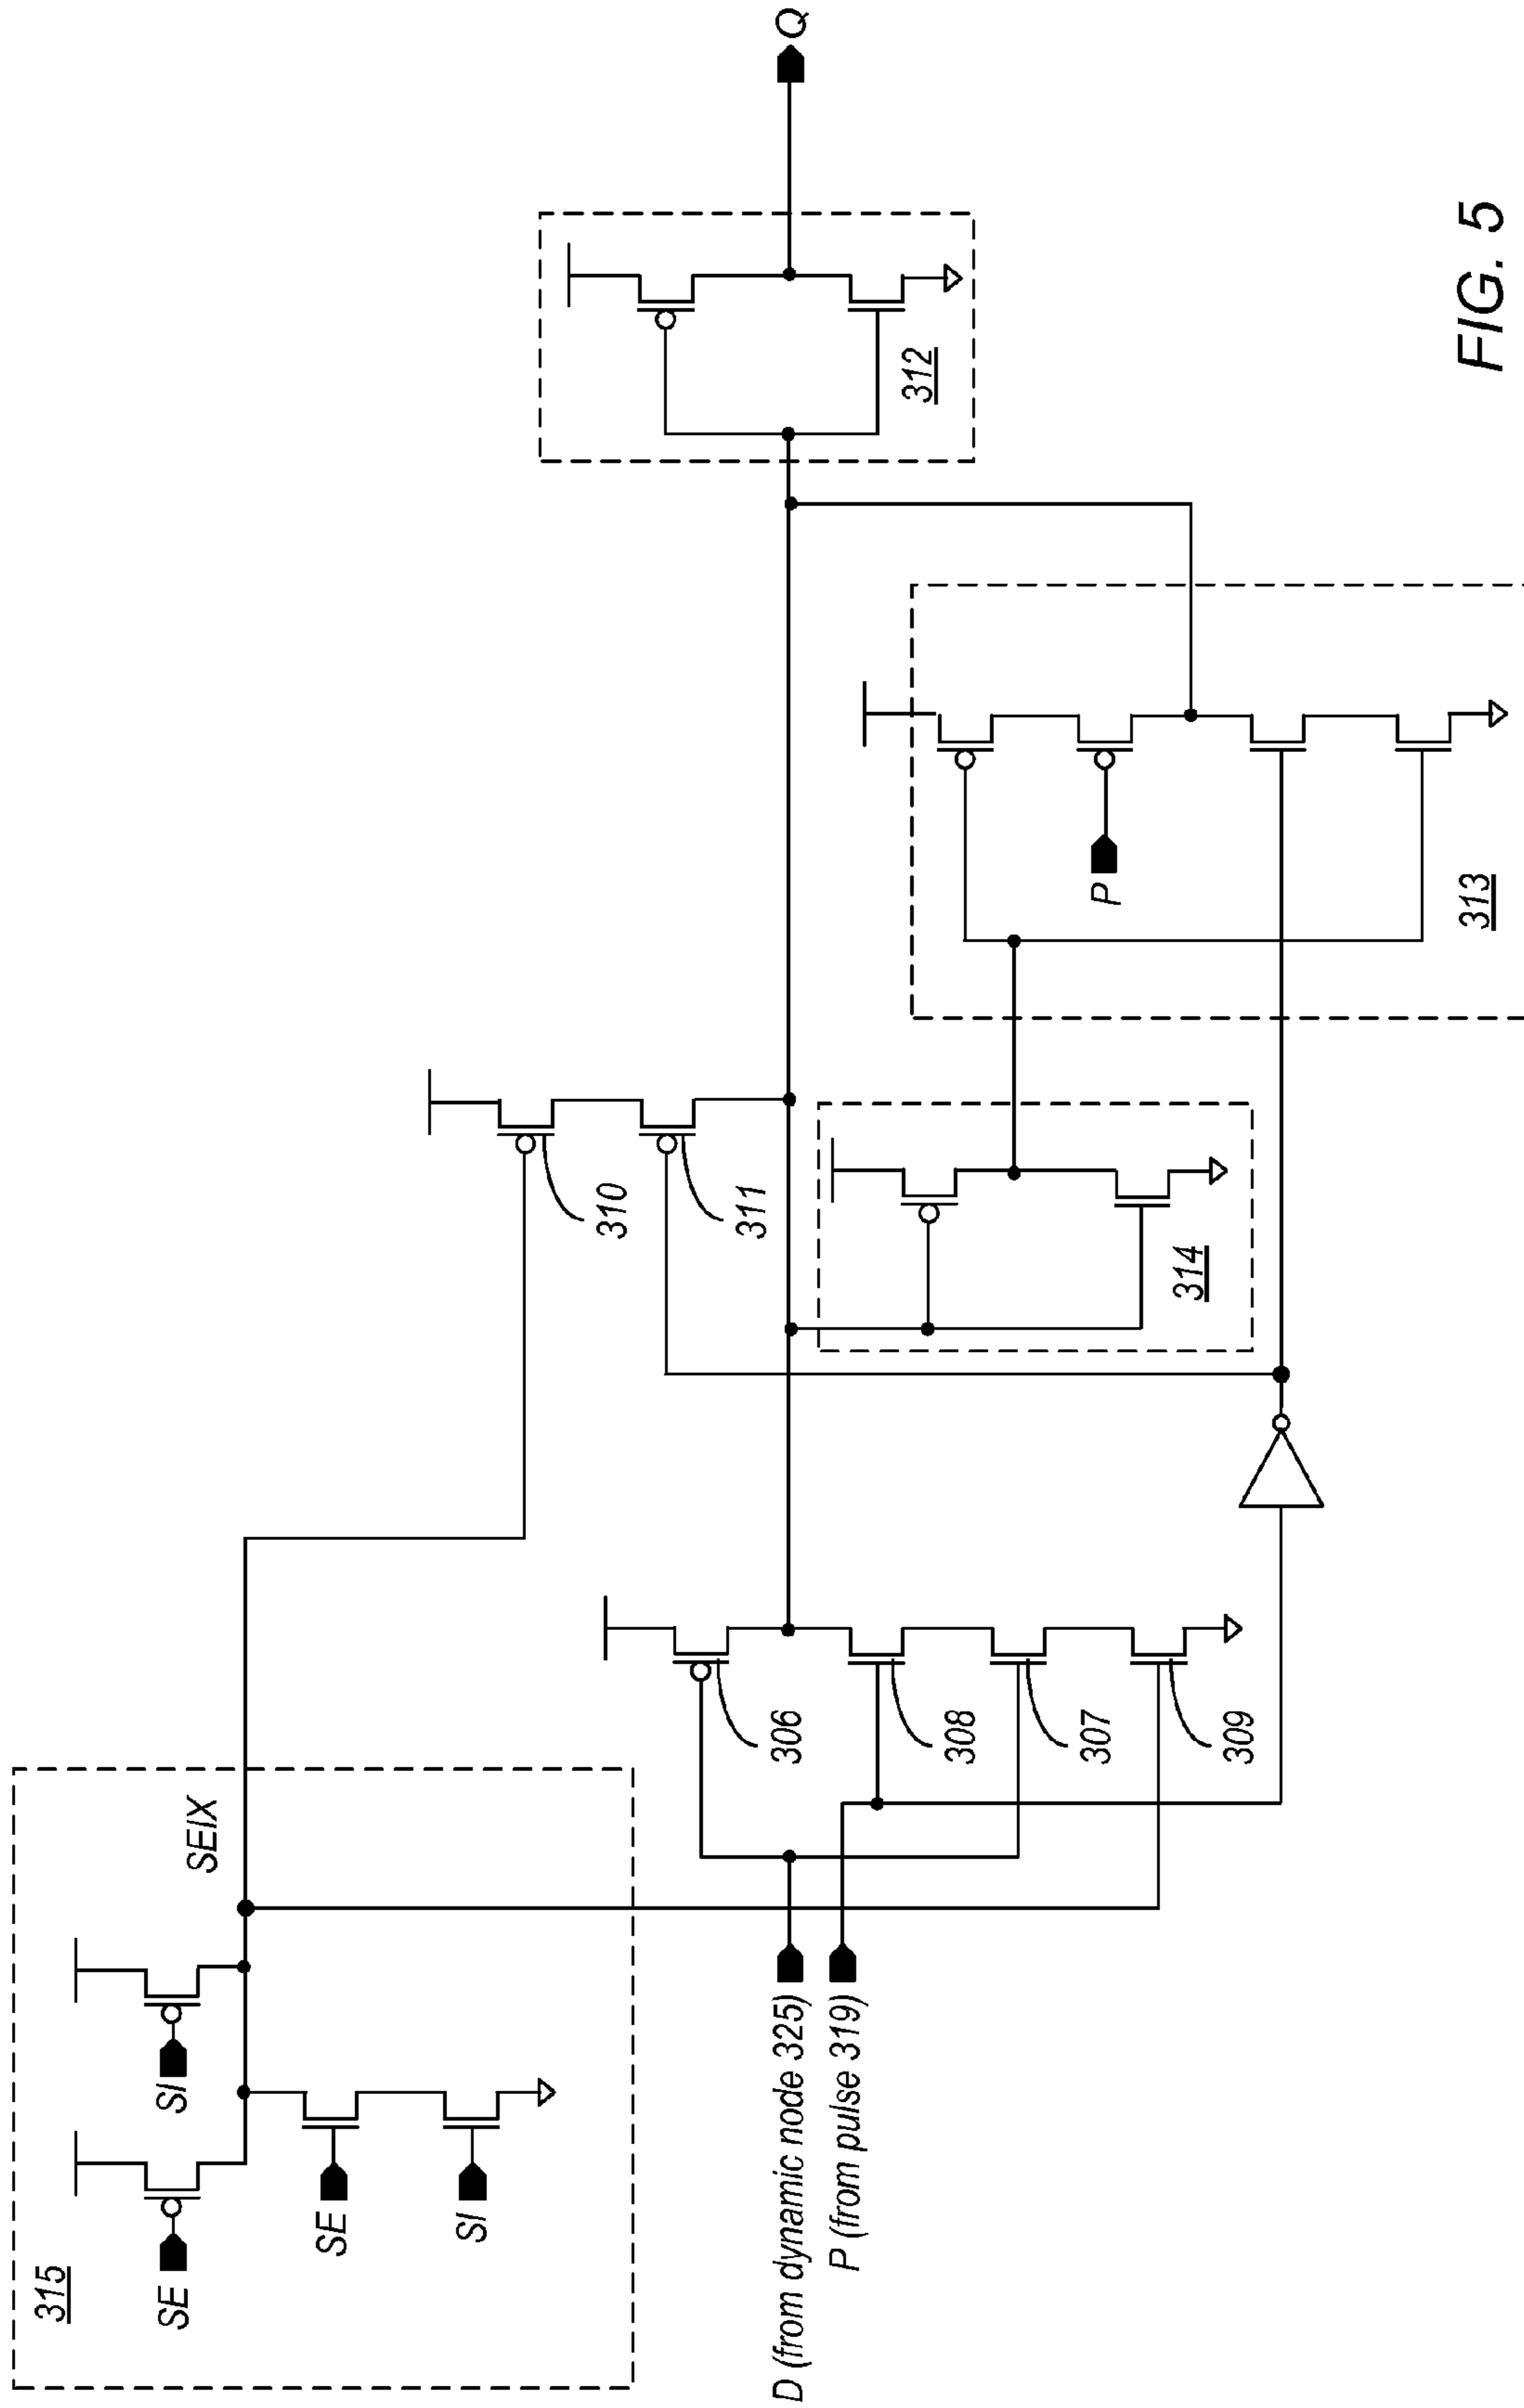 315
SE
SI
SEIX
SE
SI
D (from dynamic node 325)
P (from pulse 319)
306
308
307
309
310
311
314
P
313
312
Q
FIG. 5